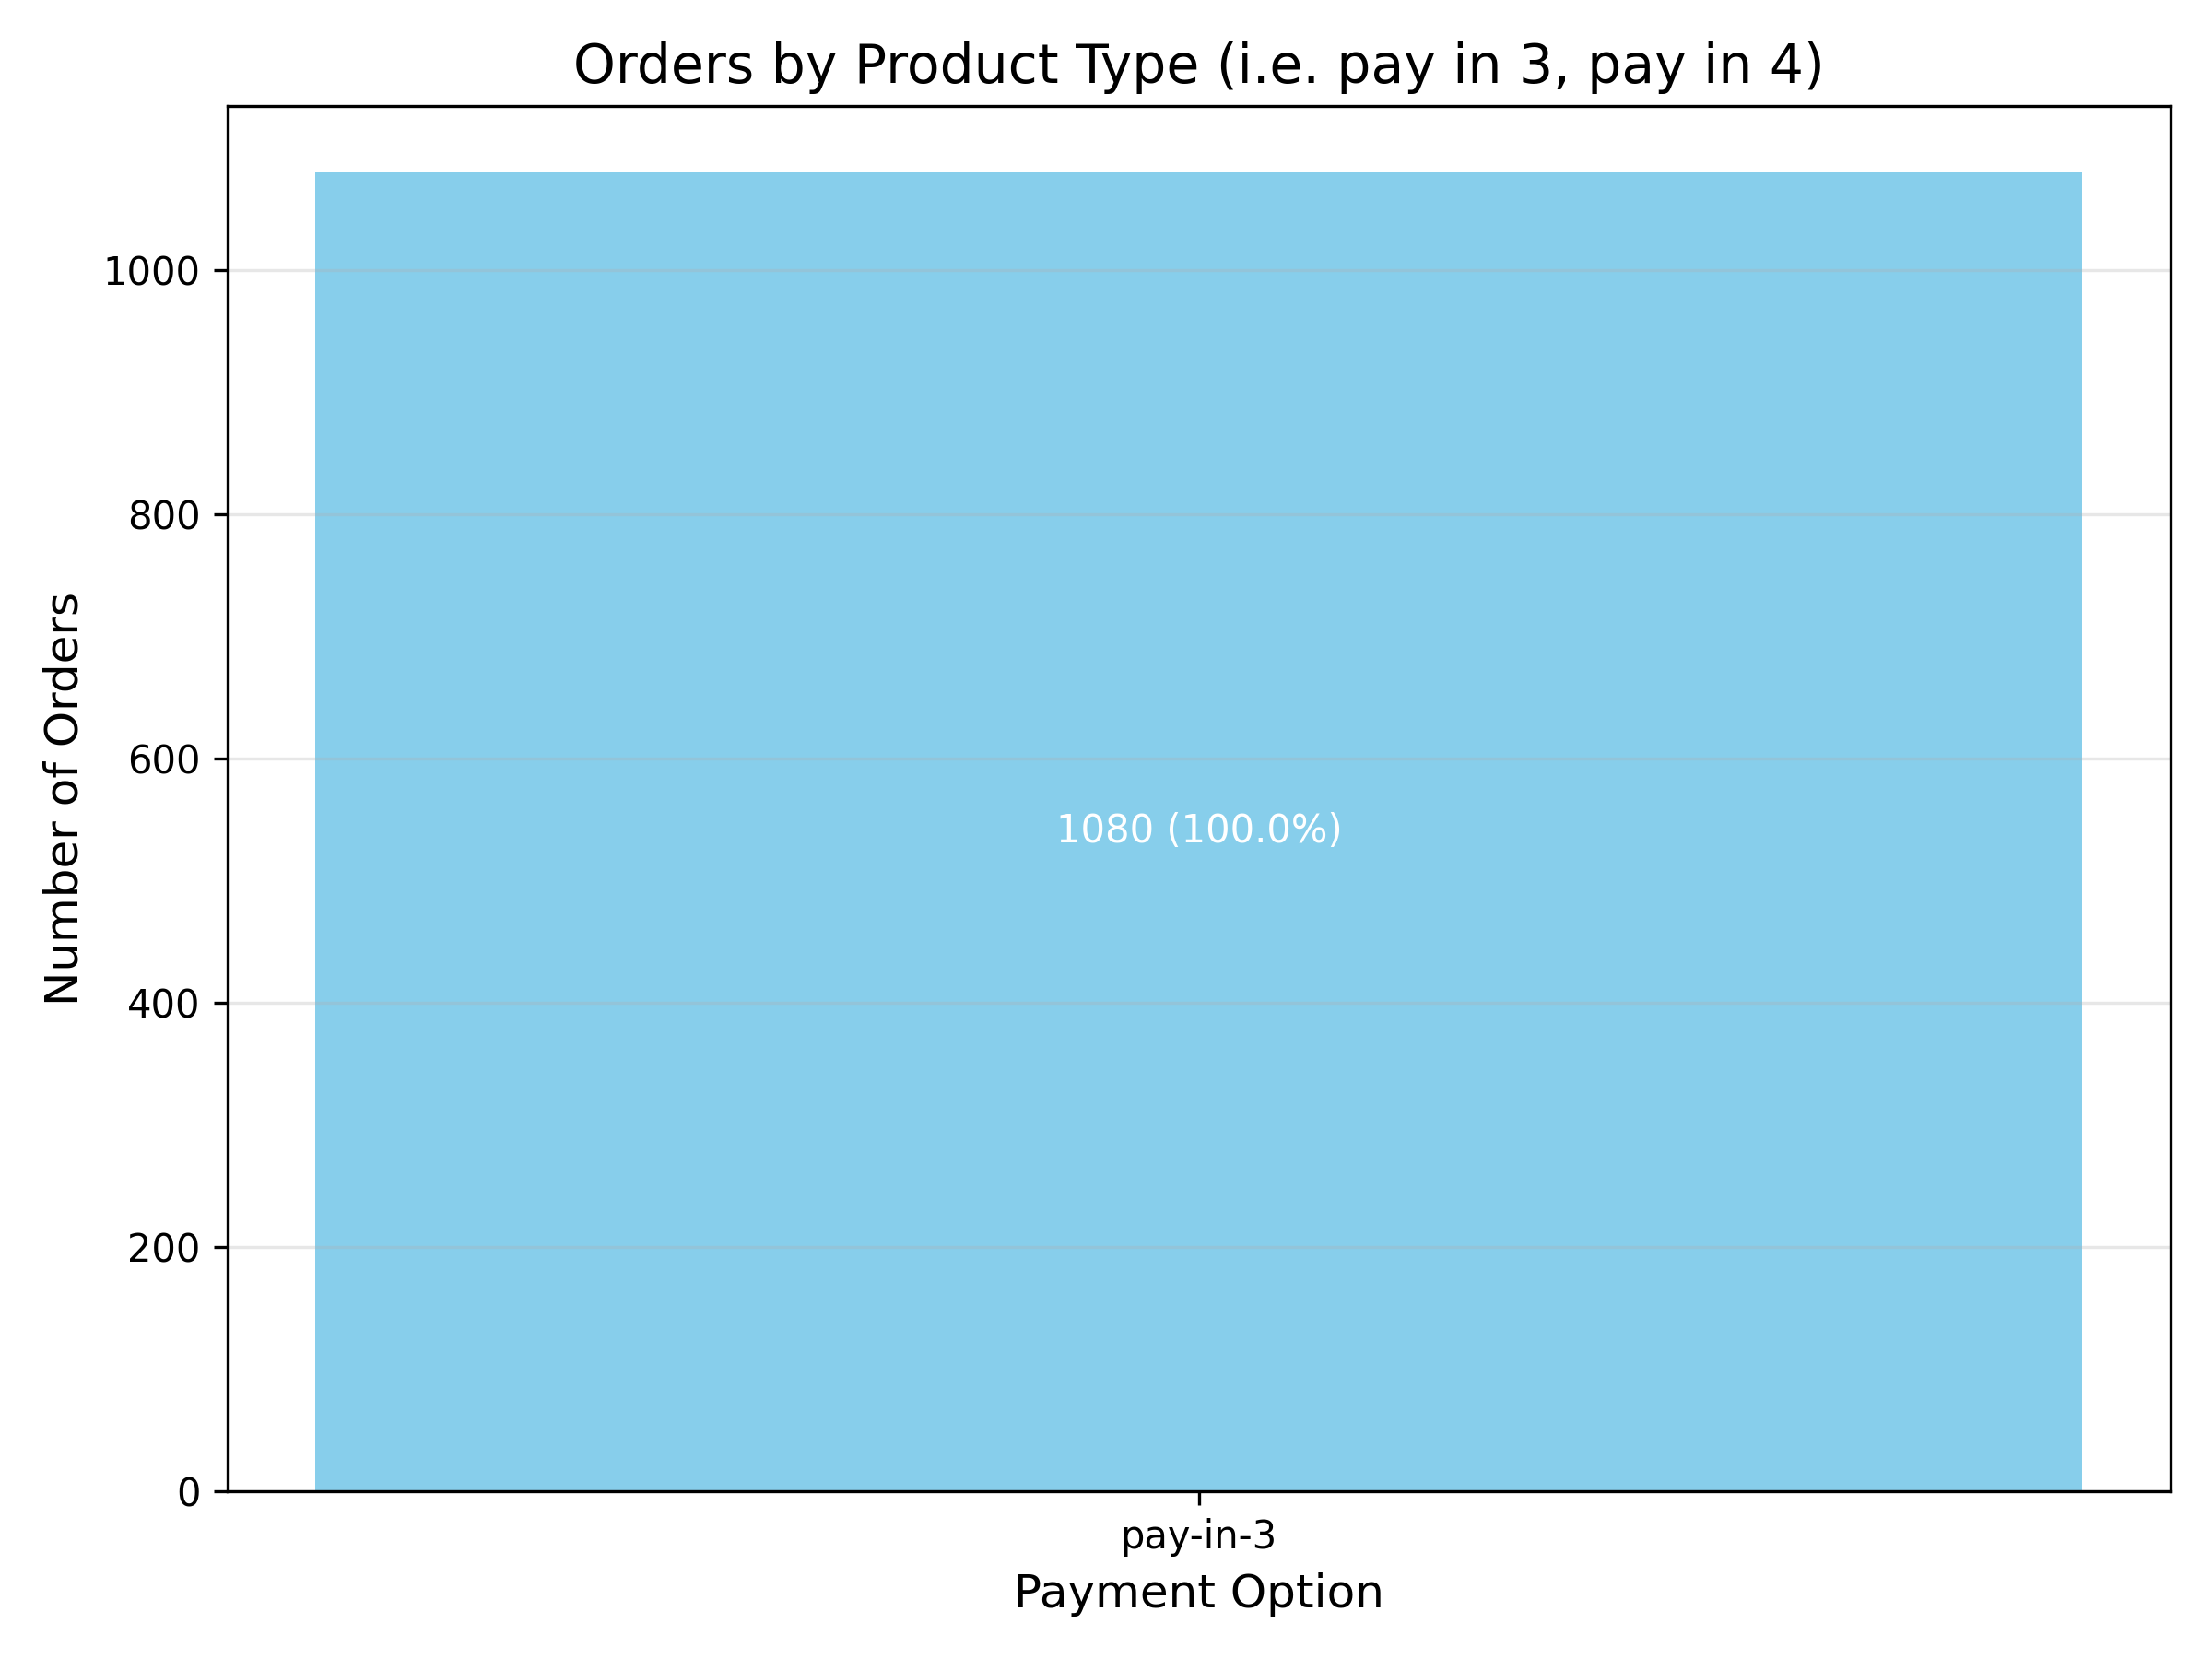 Orders by Product Type (i.e. pay in 3, pay in 4)
Number of Orders
1000
800
600
400
200
0
1080 (100.0%)
pay-in-3
Payment Option